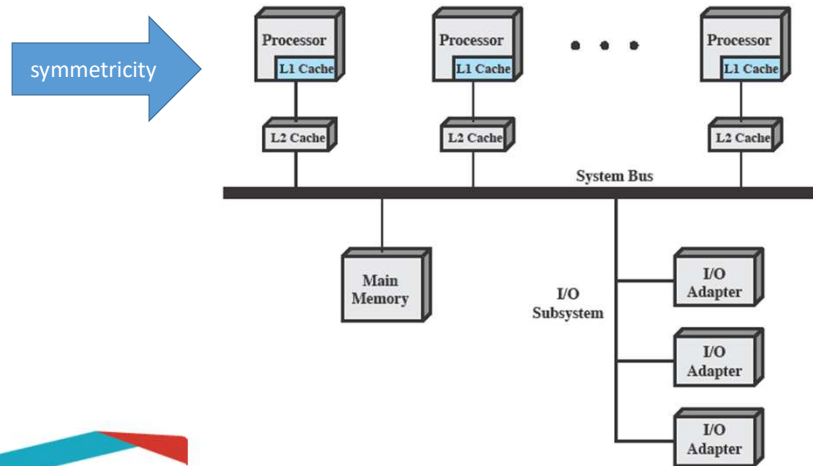 symmetricity
Processor
L1 Cache
L2 Cache
Processor
L1 Cache
L2 Cache
• • •
Processor
L1 Cache
L2 Cache
System Bus
Main
Memory
I/O
Subsystem
I/O
Adapter
I/O
Adapter
I/O
Adapter